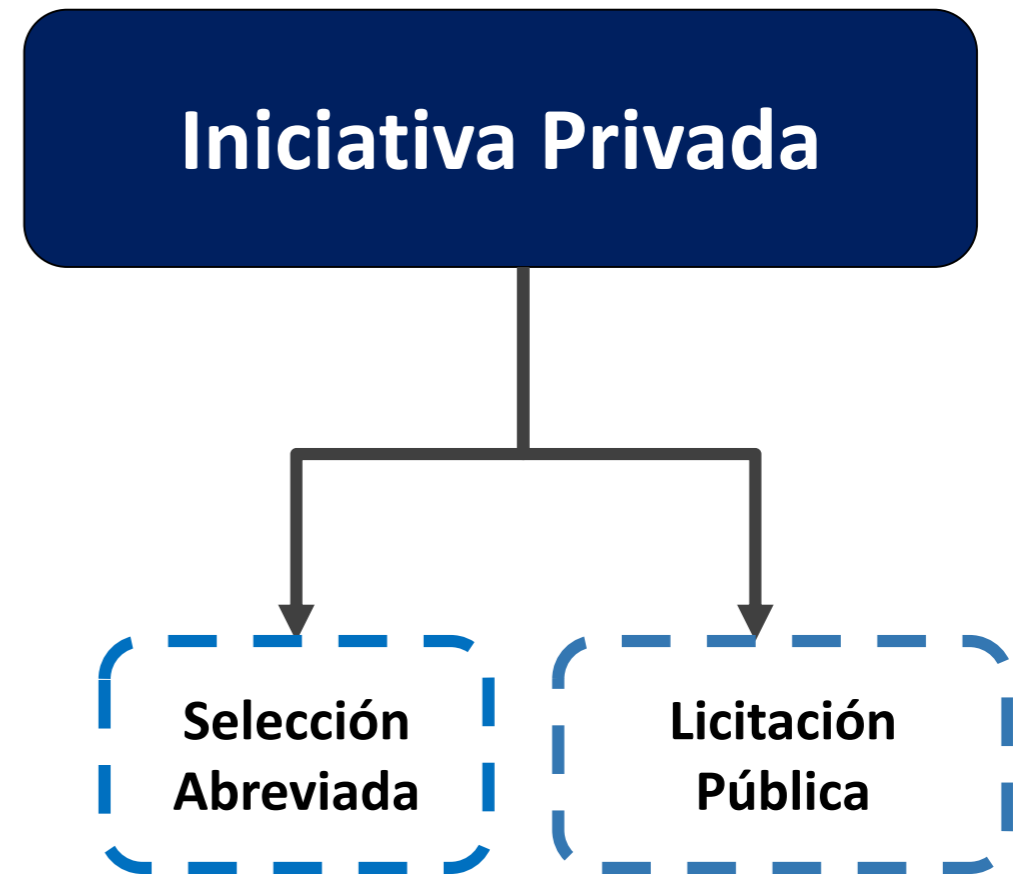 Iniciativa Privada
Selección
Abreviada
Licitación
Pública